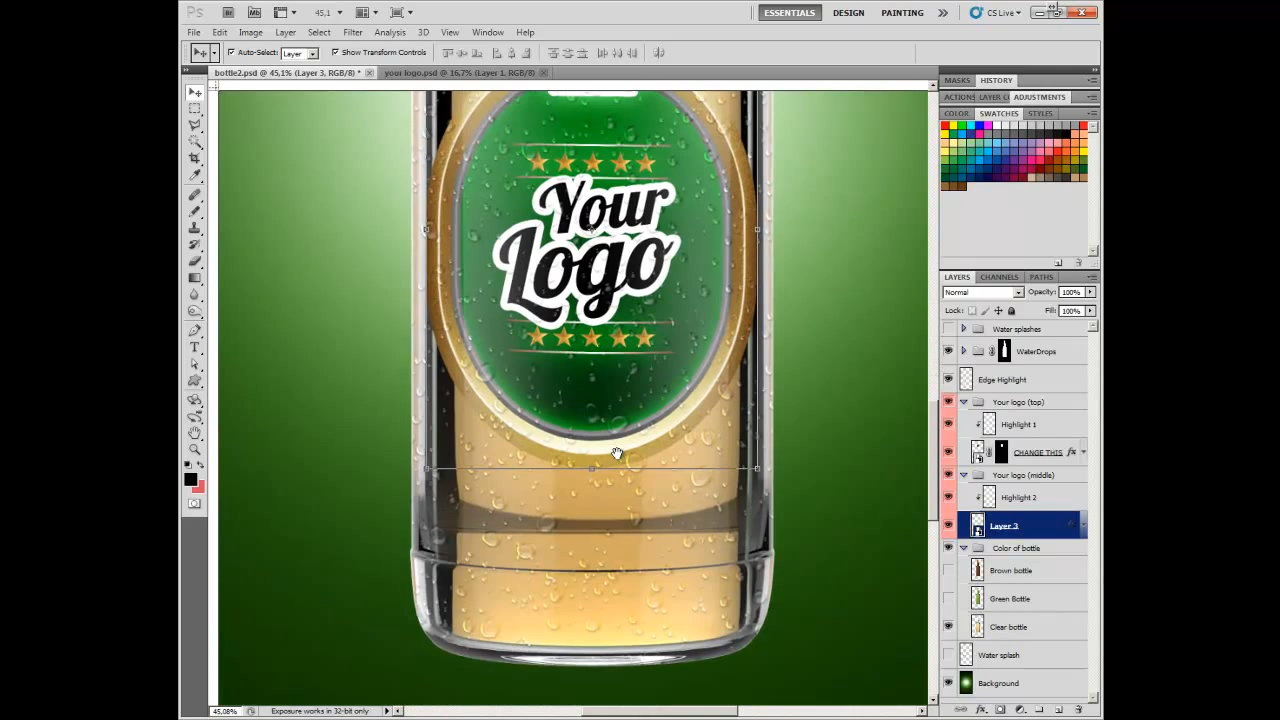 Ps Br Mb 45,1 ESSENTIALS DESIGN PAINTING CS Live
File Edit Image Layer Select Filter Analysis 3D View Window Help
Auto-Select: Layer Show Transform Controls
bottle2.psd @ 45,1% (Layer 3, RGB/8) * your logo.psd @ 16,7% (Layer 1, RGB/8)
MASKS HISTORY
ACTIONS LAYER CO ADJUSTMENTS
COLOR SWATCHES STYLES
Your
Logo
LAYERS CHANNELS PATHS
Normal Opacity: 100%
Lock: Fill: 100%
Water splashes
WaterDrops
Edge Highlight
Your logo (top)
Highlight 1
CHANGE THIS fx
Your logo (middle)
Highlight 2
Layer 3
Color of bottle
Brown bottle
Green Bottle
Clear bottle
Water splash
Background
45,08% Exposure works in 32-bit only